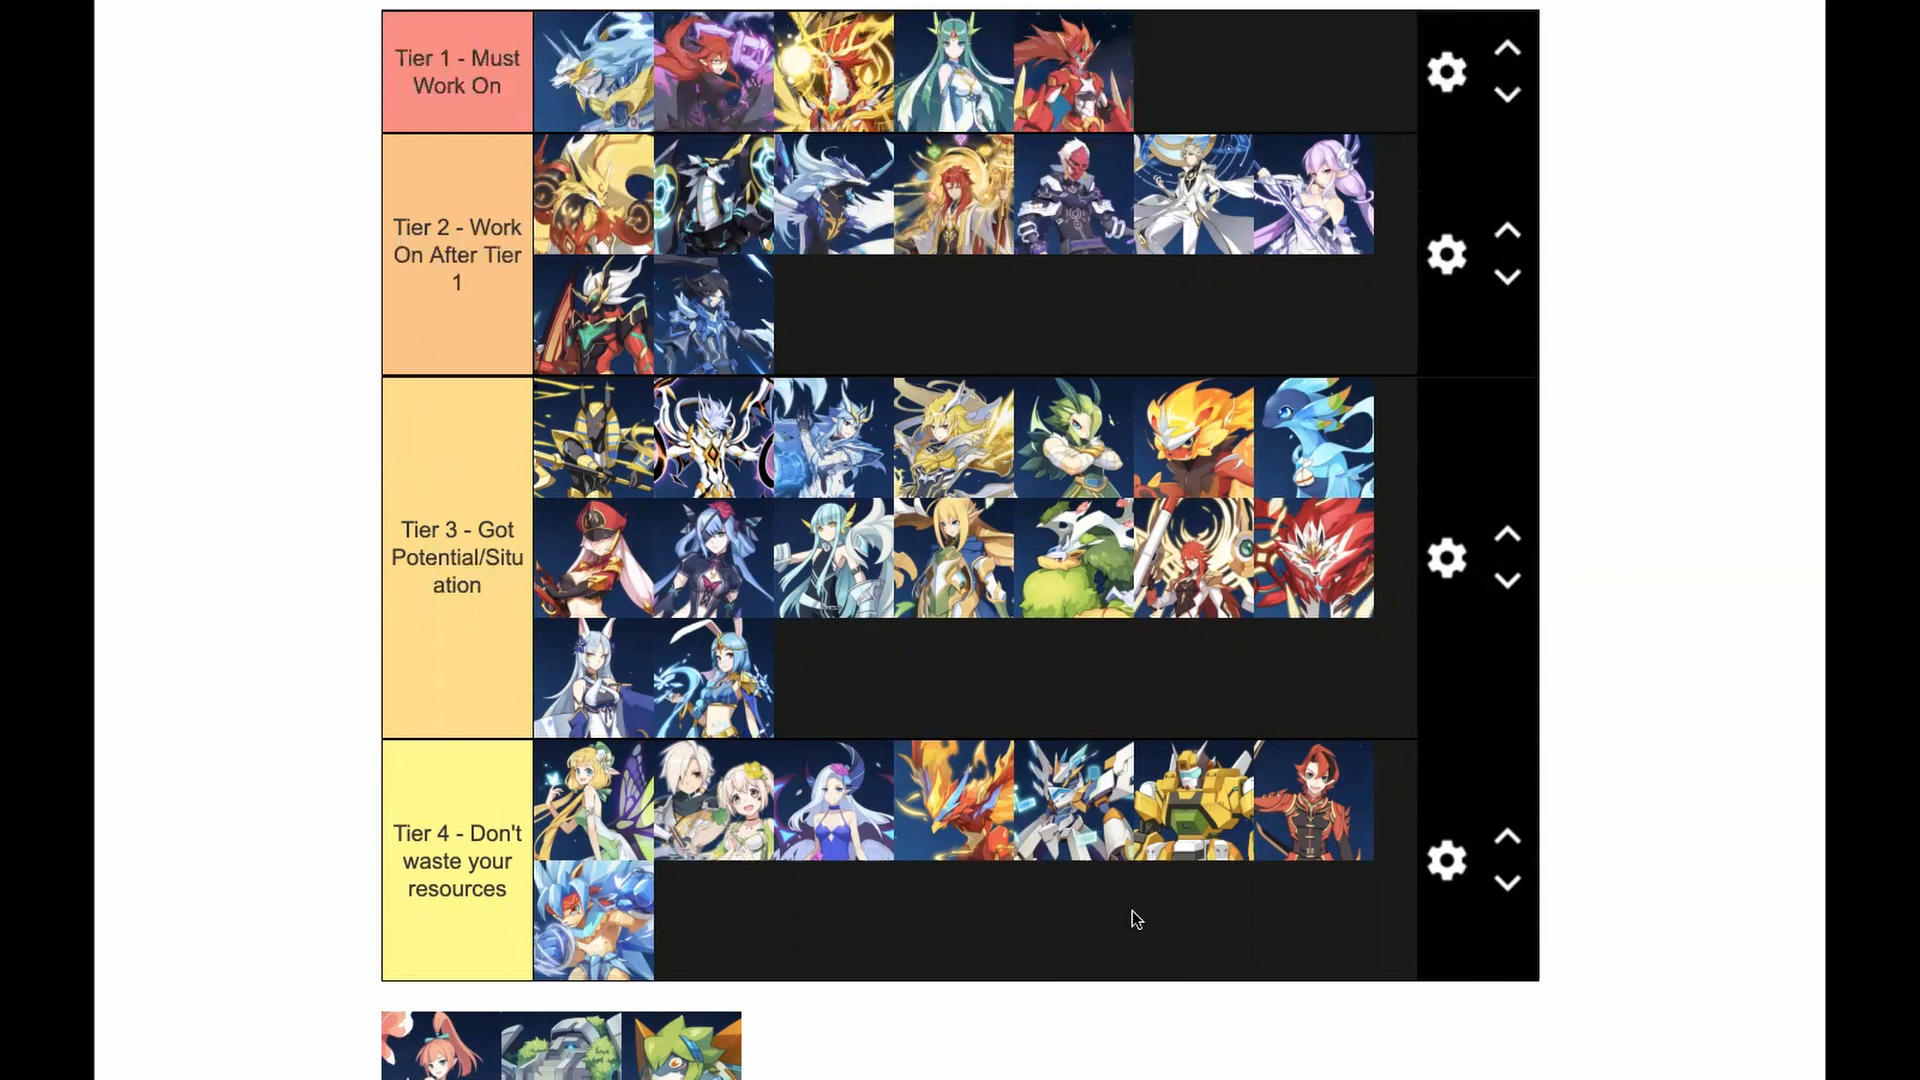 Tier 1 - Must
Work On
Tier 2 - Work
On After Tier
1
Tier 3 - Got
Potential/Situ
ation
Tier 4 - Don't
waste your
resources